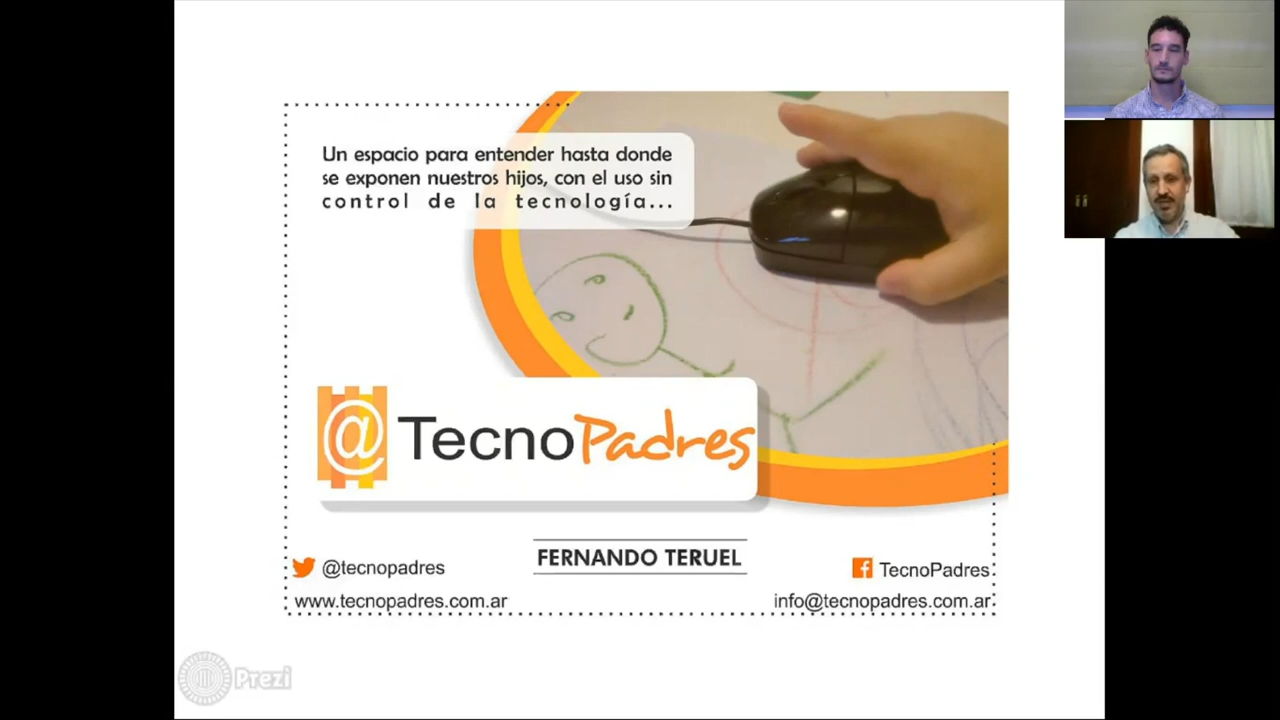 Un espacio para entender hasta donde
se exponen nuestros hijos, con el uso sin
control de la tecnología...
@TecnoPadres
FERNANDO TERUEL
@tecnopadres
TecnoPadres
www.tecnopadres.com.ar
info@tecnopadres.com.ar
Prezi